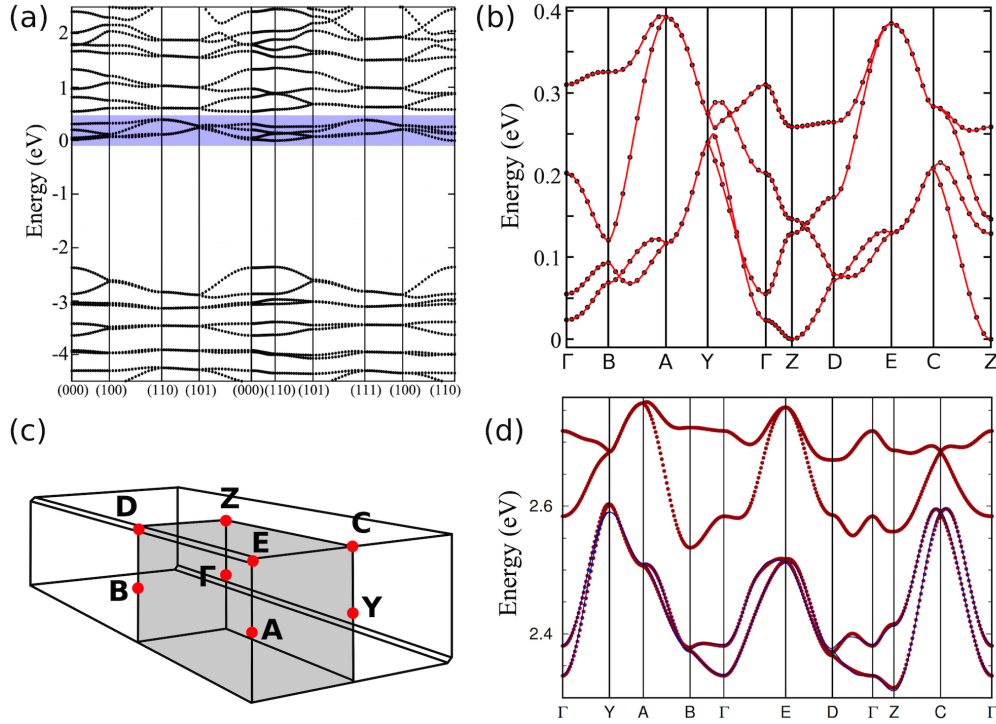 (a)
Energy (eV)
2
1
0
-1
-2
-3
-4
(000) (100) (110) (101) (000) (110) (101) (111) (100) (110)
(b)
Energy (eV)
0.4
0.3
0.2
0.1
0
Γ B A Y Γ Z D E C Z
(c)
D Z C
E
B Γ Y
A
(d)
Energy (eV)
2.6
2.4
Γ Y A B Γ E D Γ Z C Γ